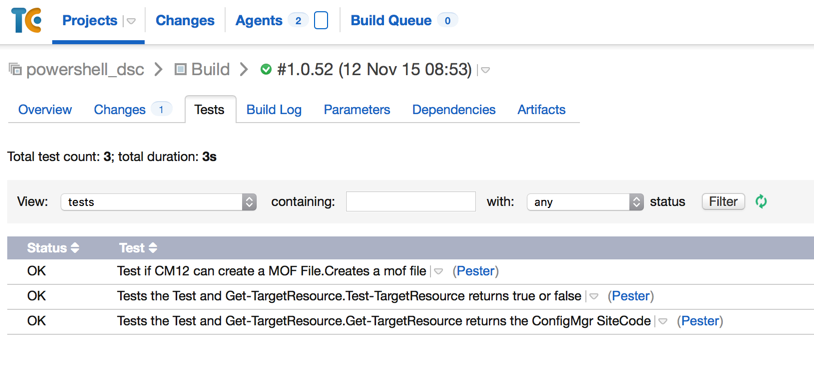 TC Projects Changes Agents 2 Build Queue 0
powershell_dsc Build #1.0.52 (12 Nov 15 08:53)
Overview Changes 1 Tests Build Log Parameters Dependencies Artifacts
Total test count: 3; total duration: 3s
View: tests containing: with: any status Filter
Status Test
OK Test if CM12 can create a MOF File.Creates a mof file (Pester)
OK Tests the Test and Get-TargetResource.Test-TargetResource returns true or false (Pester)
OK Tests the Test and Get-TargetResource.Get-TargetResource returns the ConfigMgr SiteCode (Pester)